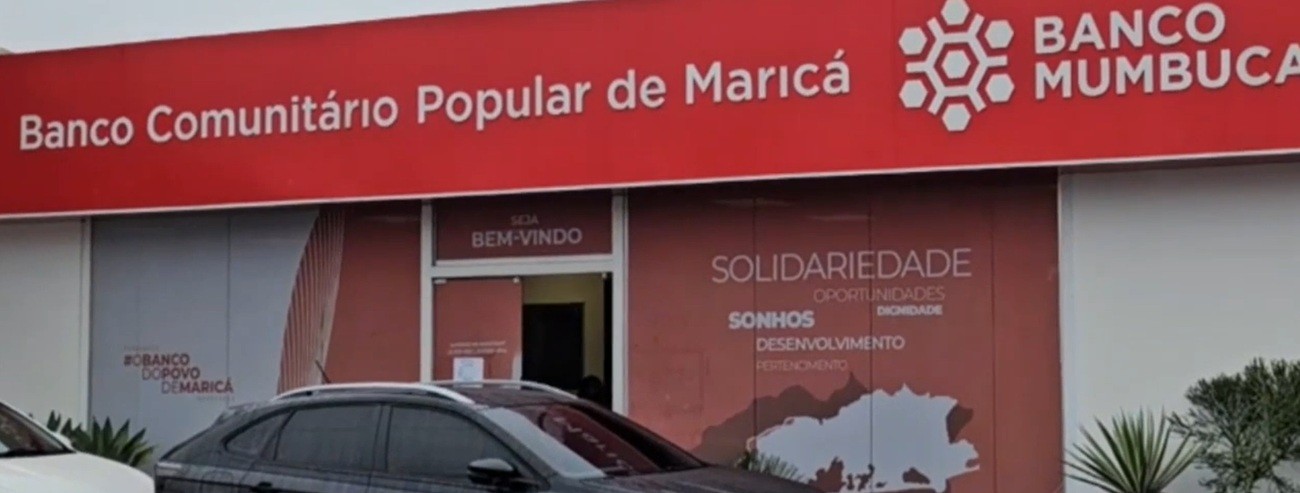 Banco Comunitário Popular de Maricá
BANCO
MUMBUCA
SEJA
BEM-VINDO
SOLIDARIEDADE
OPORTUNIDADES
DIGNIDADE
SONHOS
DESENVOLVIMENTO
PERTENCIMENTO
#OBANCO
DOPOVO
DEMARICÁ